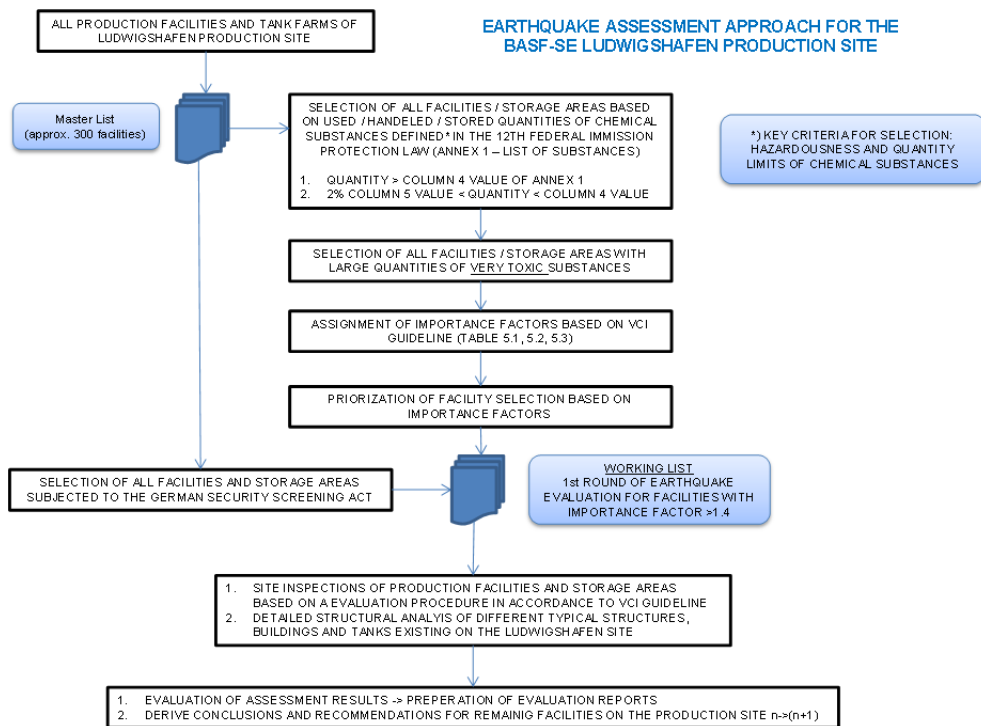 ALL PRODUCTION FACILITIES AND TANK FARMS OF
LUDWIGSHAFEN PRODUCTION SITE
EARTHQUAKE ASSESSMENT APPROACH FOR THE
BASF-SE LUDWIGSHAFEN PRODUCTION SITE
Master List
(approx. 300 facilities)
SELECTION OF ALL FACILITIES / STORAGE AREAS BASED
ON USED / HANDELED / STORED QUANTITIES OF CHEMICAL
SUBSTANCES DEFINED* IN THE 12TH FEDERAL IMMISSION
PROTECTION LAW (ANNEX 1 – LIST OF SUBSTANCES)
1. QUANTITY > COLUMN 4 VALUE OF ANNEX 1
2. 2% COLUMN 5 VALUE < QUANTITY < COLUMN 4 VALUE
*) KEY CRITERIA FOR SELECTION:
HAZARDOUSNESS AND QUANTITY
LIMITS OF CHEMICAL SUBSTANCES
SELECTION OF ALL FACILITIES / STORAGE AREAS WITH
LARGE QUANTITIES OF VERY TOXIC SUBSTANCES
ASSIGNMENT OF IMPORTANCE FACTORS BASED ON VCI
GUIDELINE (TABLE 5.1, 5.2, 5.3)
PRIORIZATION OF FACILITY SELECTION BASED ON
IMPORTANCE FACTORS
SELECTION OF ALL FACILITIES AND STORAGE AREAS
SUBJECTED TO THE GERMAN SECURITY SCREENING ACT
WORKING LIST
1st ROUND OF EARTHQUAKE
EVALUATION FOR FACILITIES WITH
IMPORTANCE FACTOR >1.4
1. SITE INSPECTIONS OF PRODUCTION FACILITIES AND STORAGE AREAS
BASED ON A EVALUATION PROCEDURE IN ACCORDANCE TO VCI GUIDELINE
2. DETAILED STRUCTURAL ANALYIS OF DIFFERENT TYPICAL STRUCTURES,
BUILDINGS AND TANKS EXISTING ON THE LUDWIGSHAFEN SITE
1. EVALUATION OF ASSESSMENT RESULTS -> PREPERATION OF EVALUATION REPORTS
2. DERIVE CONCLUSIONS AND RECOMMENDATIONS FOR REMAINIG FACILITIES ON THE PRODUCTION SITE n->(n+1)